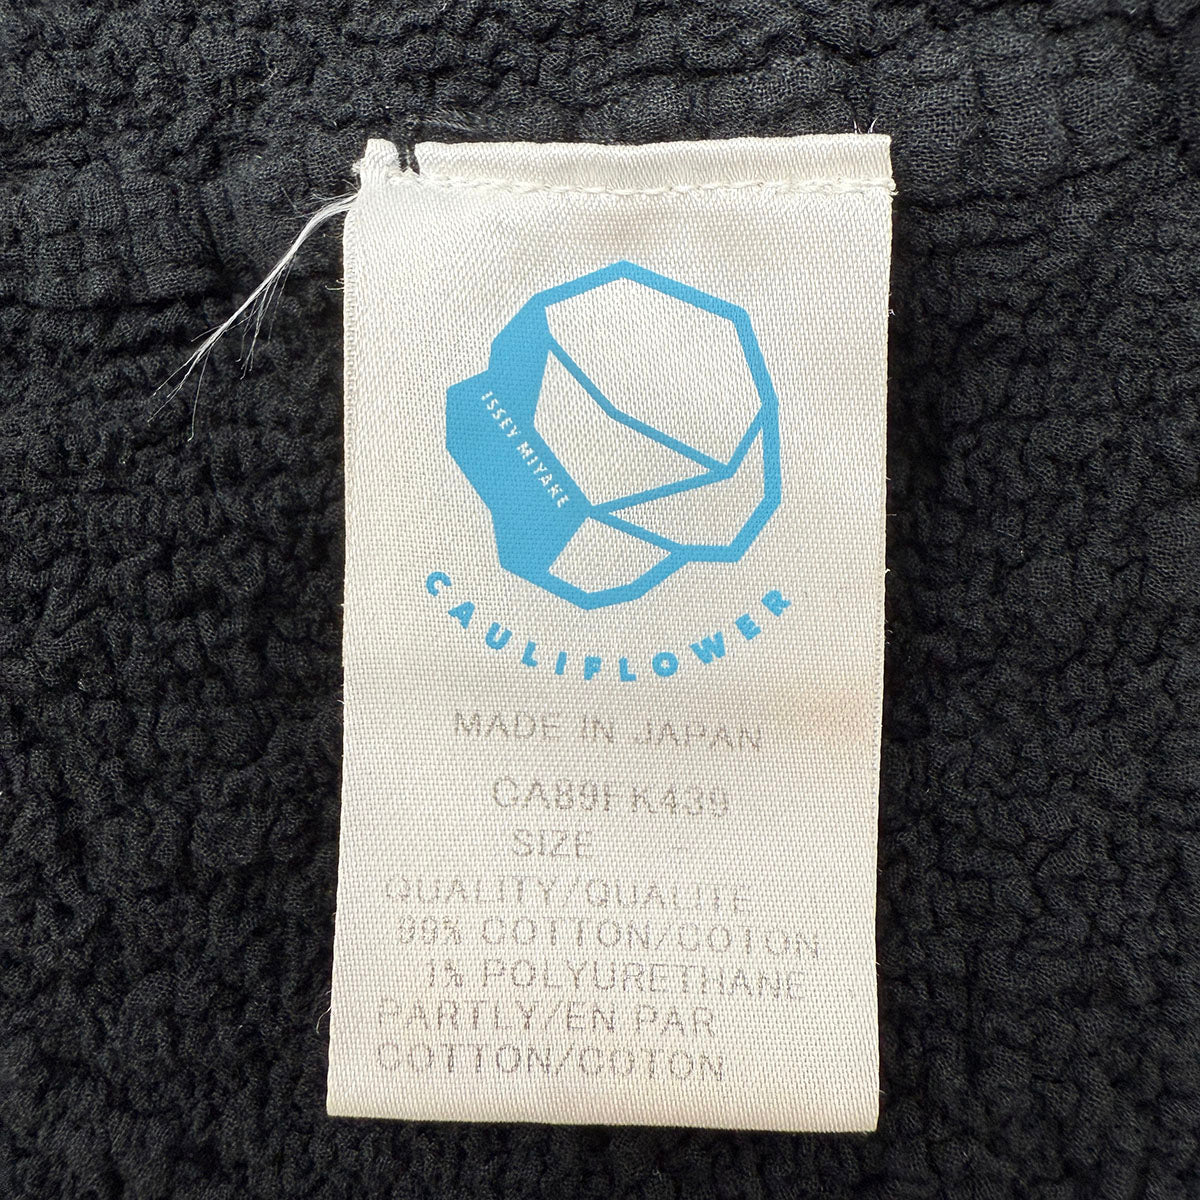 ISSEY MIYAKE
CAULIFLOWER
MADE IN JAPAN
CA89FK439
SIZE -
QUALITY/QUALITE
99% COTTON/COTON
1% POLYURETHANE
PARTLY/EN PAR
COTTON/COTON